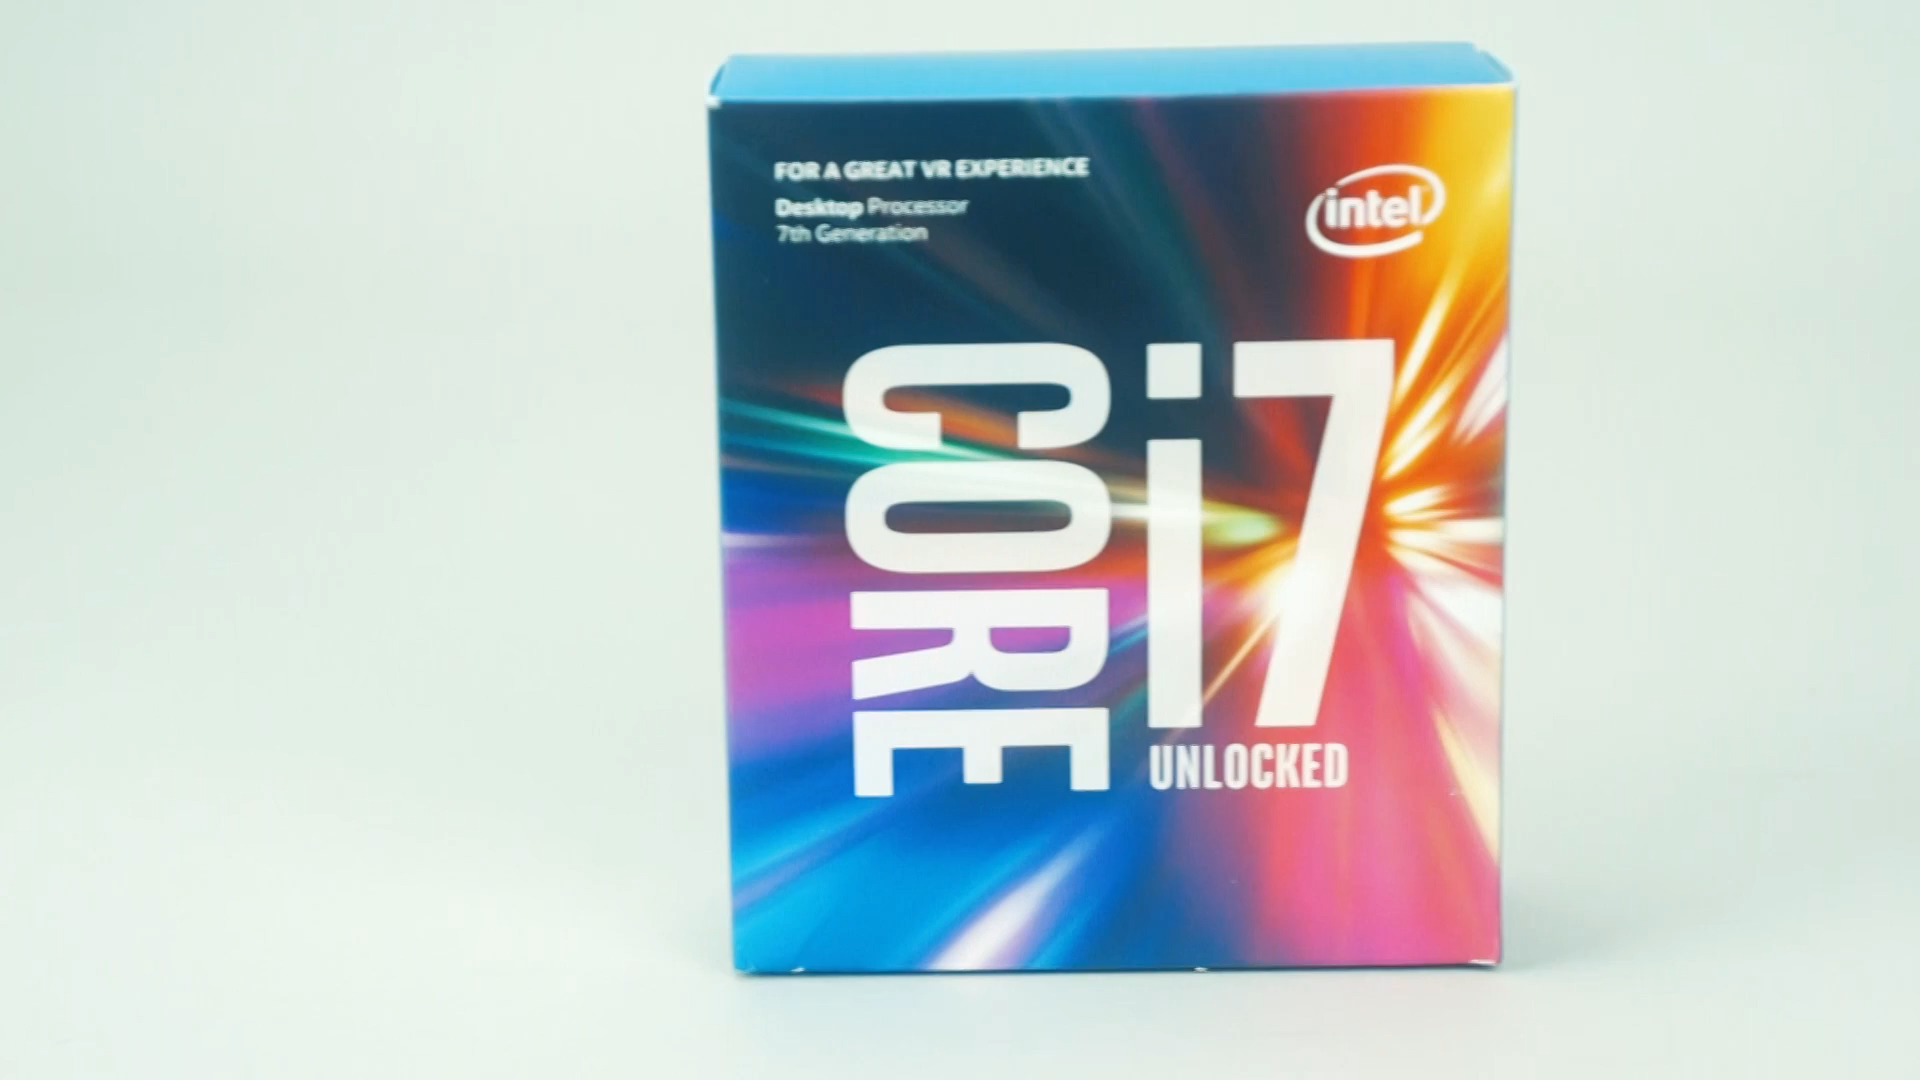 FOR A GREAT VR EXPERIENCE
Desktop Processor
7th Generation
intel
CORE
i7
UNLOCKED